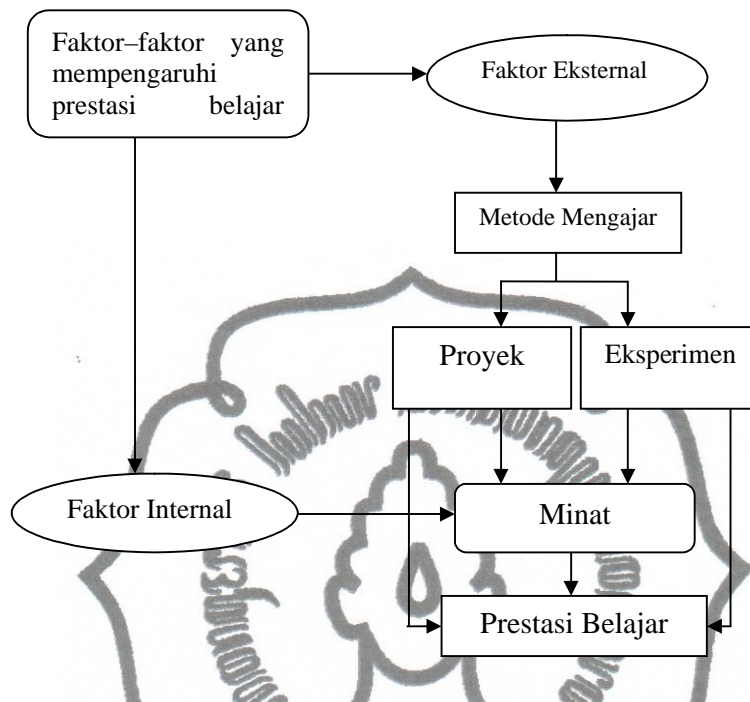 Faktor–faktor yang
mempengaruhi
prestasi belajar
Faktor Eksternal
Metode Mengajar
Proyek
Eksperimen
Faktor Internal
Minat
Prestasi Belajar